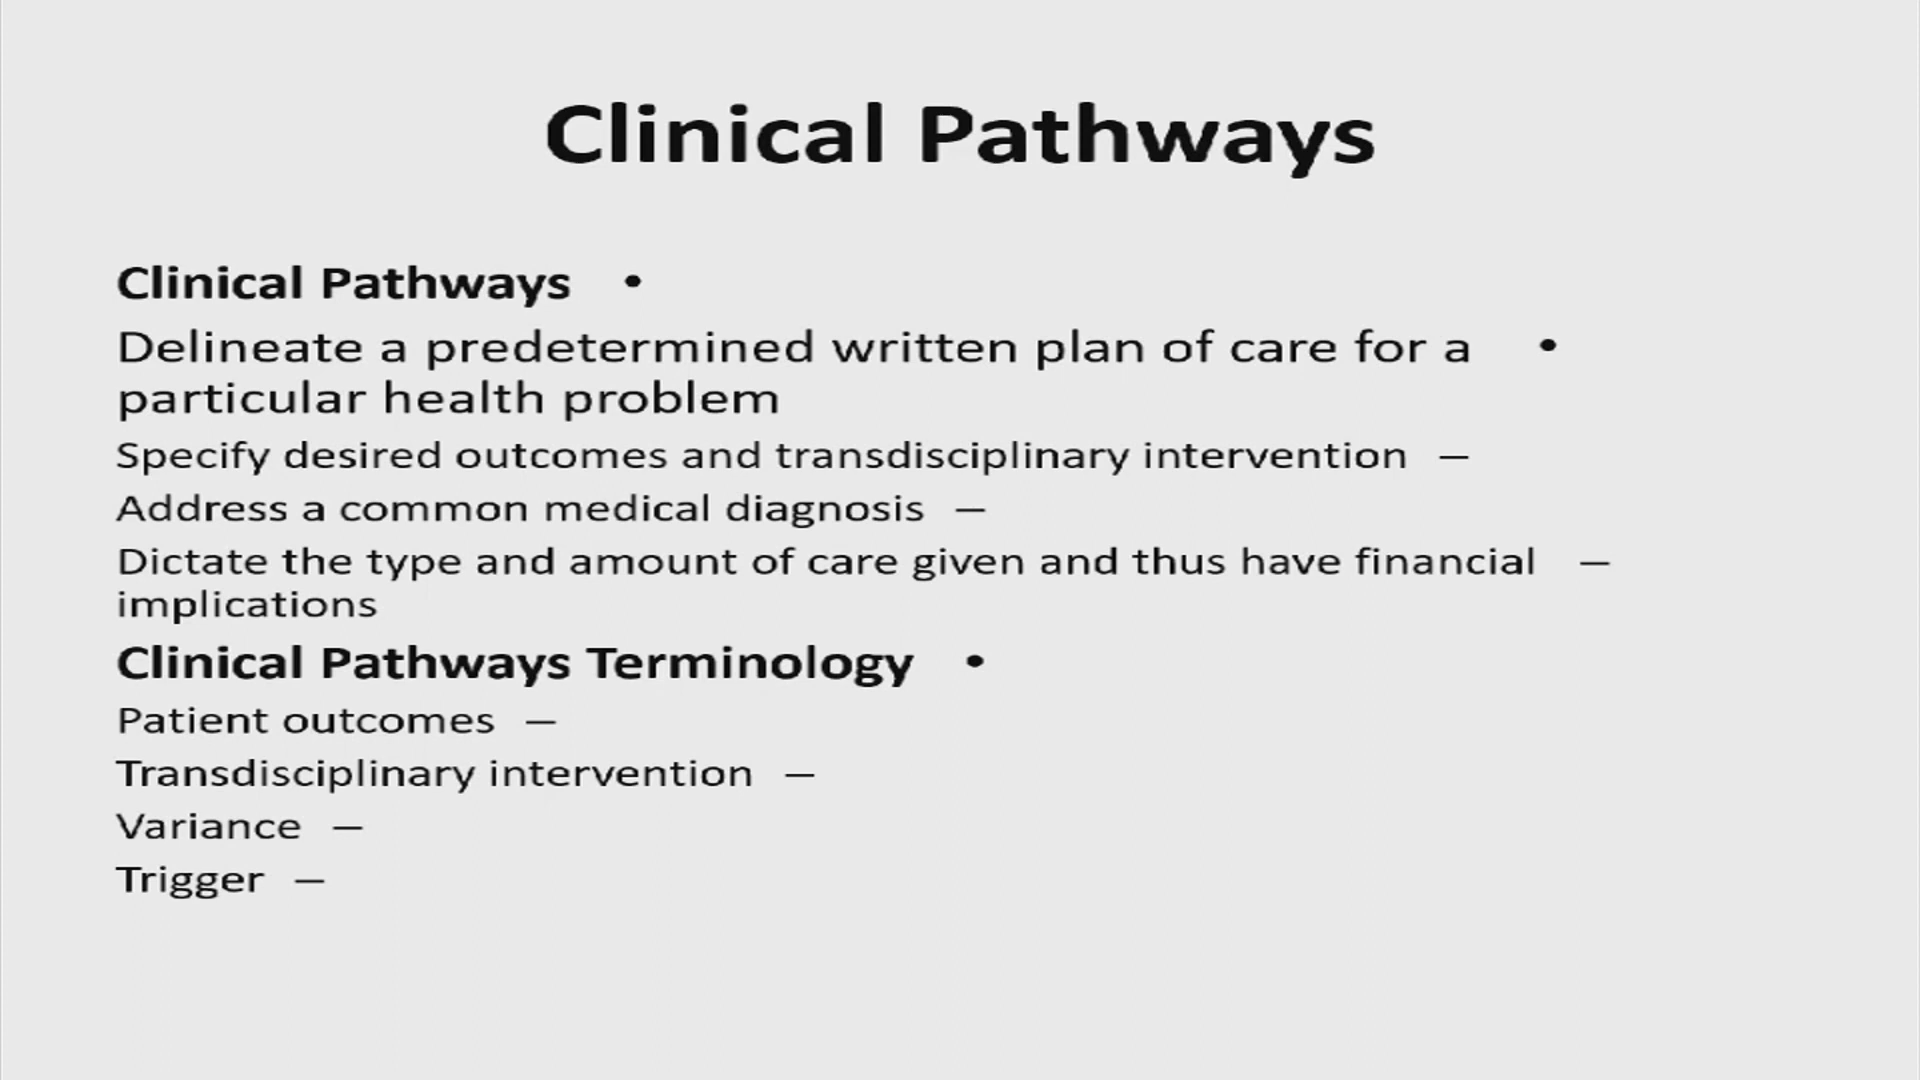 Clinical Pathways
Clinical Pathways •
Delineate a predetermined written plan of care for a •
particular health problem
Specify desired outcomes and transdisciplinary intervention –
Address a common medical diagnosis –
Dictate the type and amount of care given and thus have financial –
implications
Clinical Pathways Terminology •
Patient outcomes –
Transdisciplinary intervention –
Variance –
Trigger –